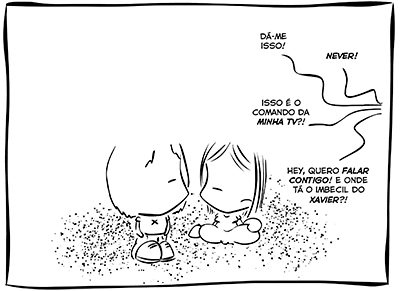 DÁ-ME
ISSO!
NEVER!
ISSO É O
COMANDO DA
MINHA TV?!
HEY, QUERO FALAR
CONTIGO! E ONDE
TÁ O IMBECIL DO
XAVIER?!